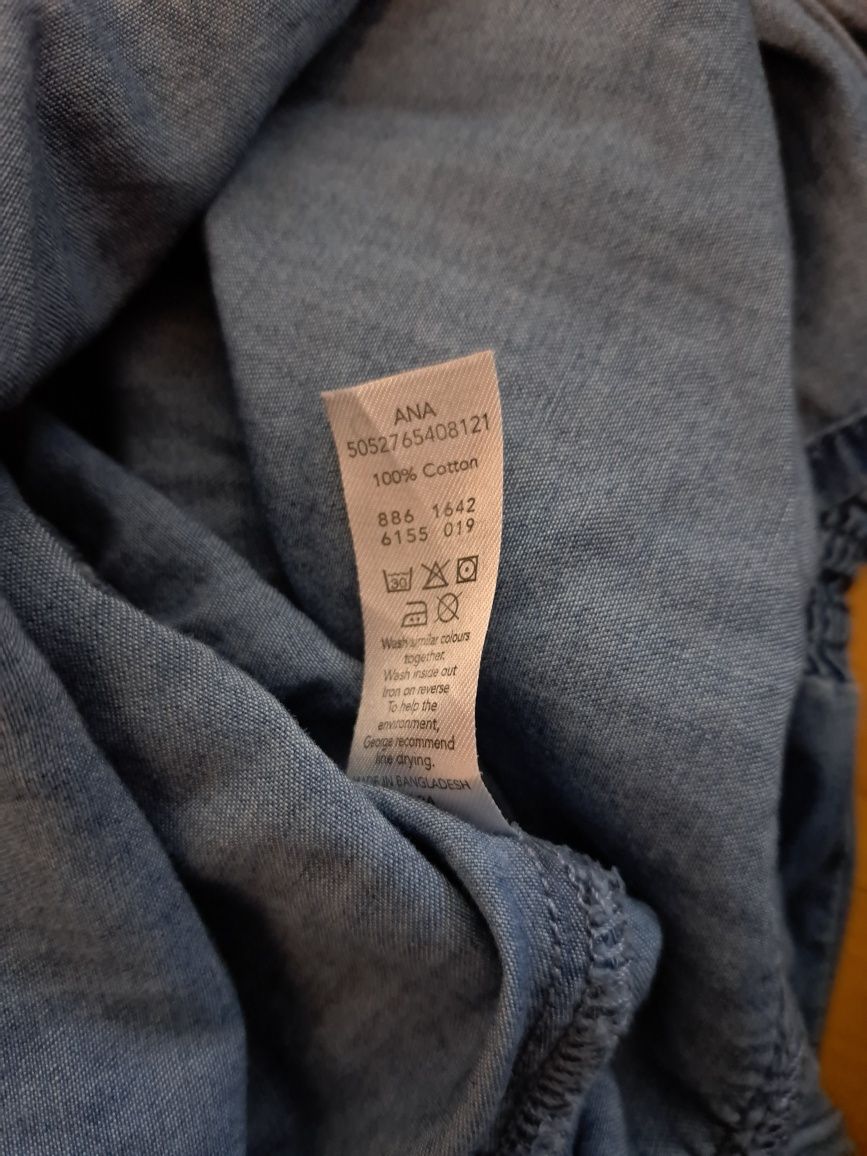 ANA
5052765408121
100% Cotton
886 1642
6155 019
30
Wash similar colours
together.
Wash inside out
Iron on reverse
To help the
environment,
George recommend
line drying.
MADE IN BANGLADESH